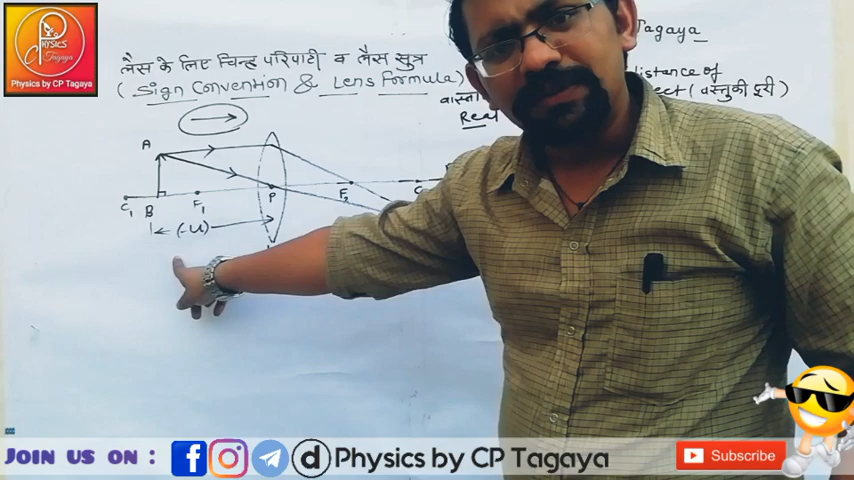 PHYSICS
CP Tagaya
Physics by CP Tagaya
Tagaya
लैंस के लिए चिन्ह परिपाटी व लैंस सूत्र
(Sign Convention & Lens Formula)
distance of
(वस्तु की दूरी)
Real
A
C₁ B F₁ P F₂
(-u)
JOIN US ON :
f
d
Physics by CP Tagaya
Subscribe